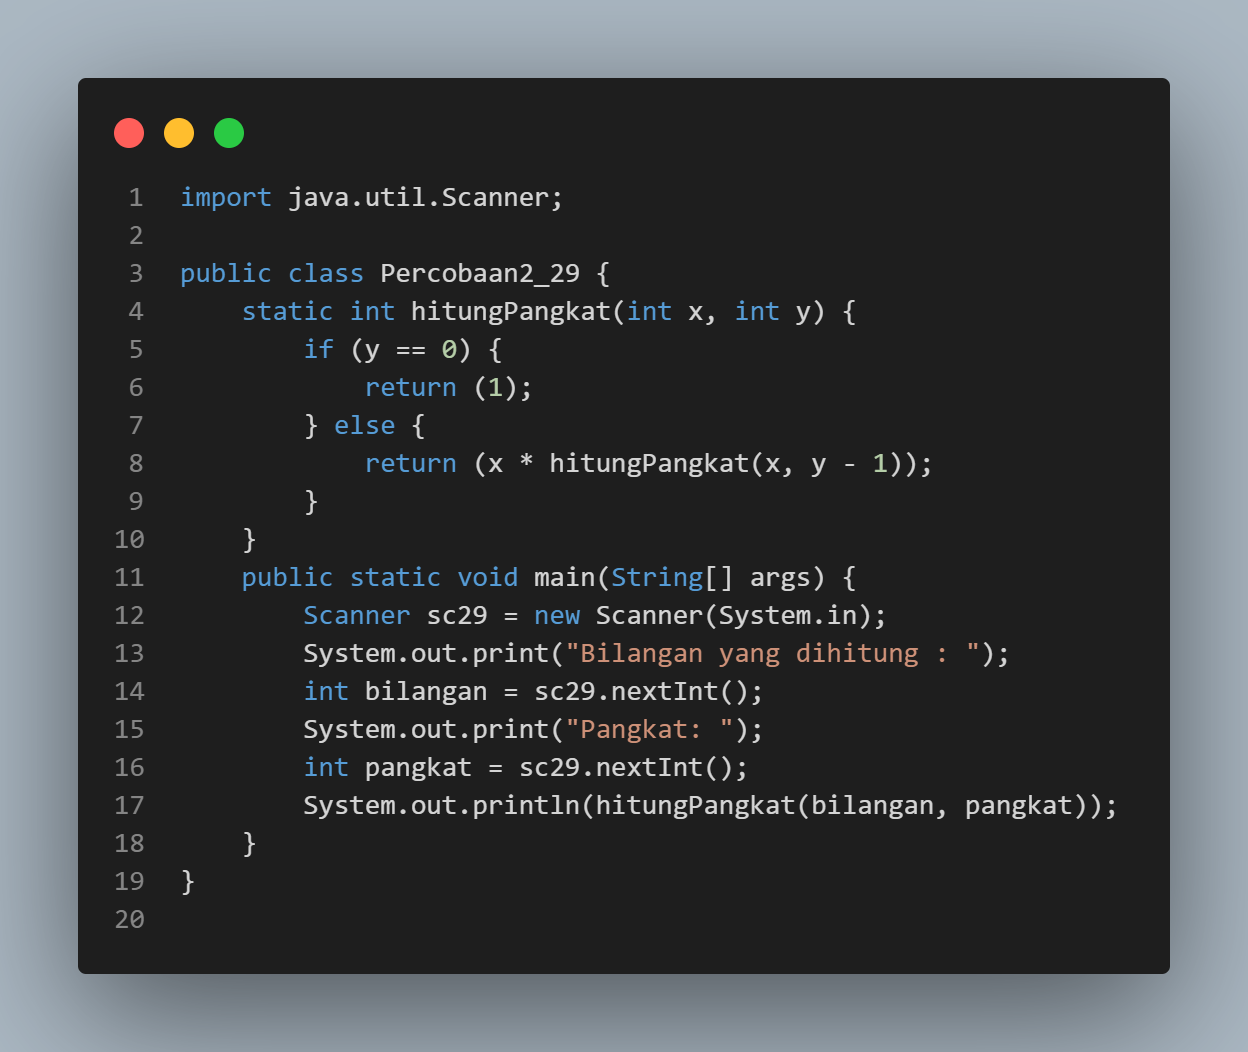 1 import java.util.Scanner;
2
3 public class Percobaan2_29 {
4     static int hitungPangkat(int x, int y) {
5         if (y == 0) {
6             return (1);
7         } else {
8             return (x * hitungPangkat(x, y - 1));
9         }
10     }
11     public static void main(String[] args) {
12         Scanner sc29 = new Scanner(System.in);
13         System.out.print("Bilangan yang dihitung : ");
14         int bilangan = sc29.nextInt();
15         System.out.print("Pangkat: ");
16         int pangkat = sc29.nextInt();
17         System.out.println(hitungPangkat(bilangan, pangkat));
18     }
19 }
20